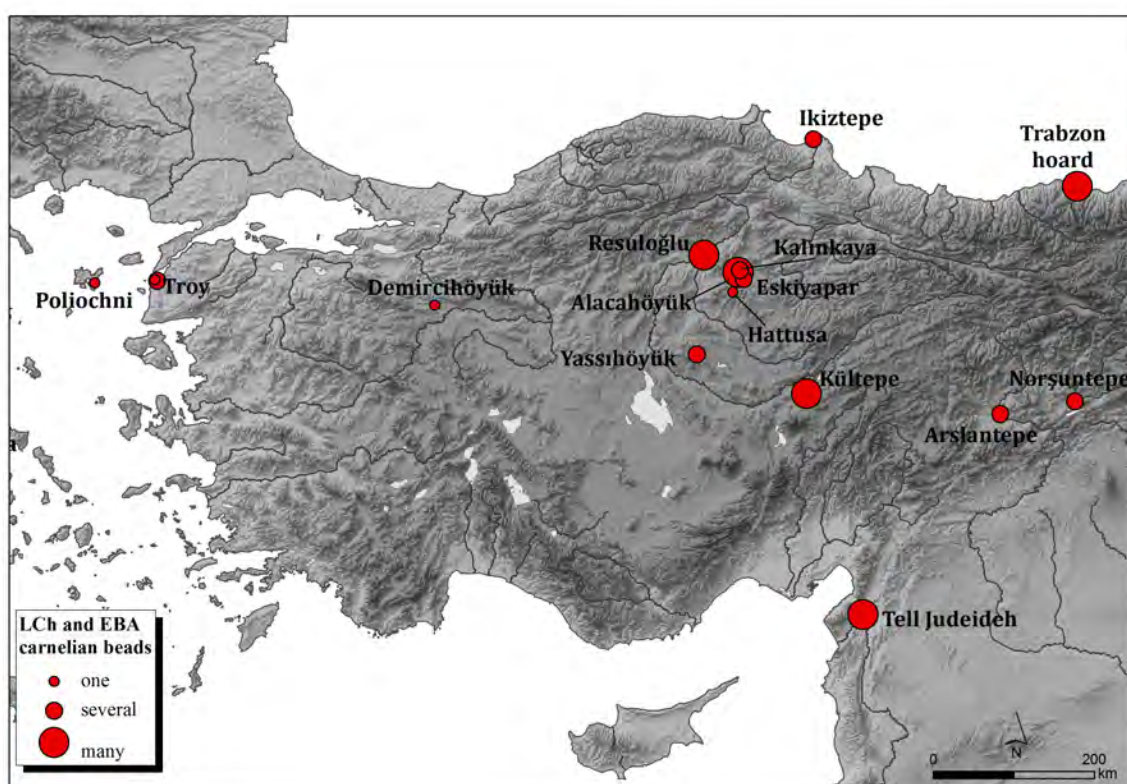 Ikiztepe
Trabzon
hoard
Resuloğlu
Kalınkaya
Poliochni
Troy
Demircihöyük
Alacahöyük
Eskiyapar
Hattusa
Yassıhöyük
Kültepe
Norşuntepe
Arslantepe
Tell Judeideh
LCh and EBA
carnelian beads
one
several
many
N
0 200
km